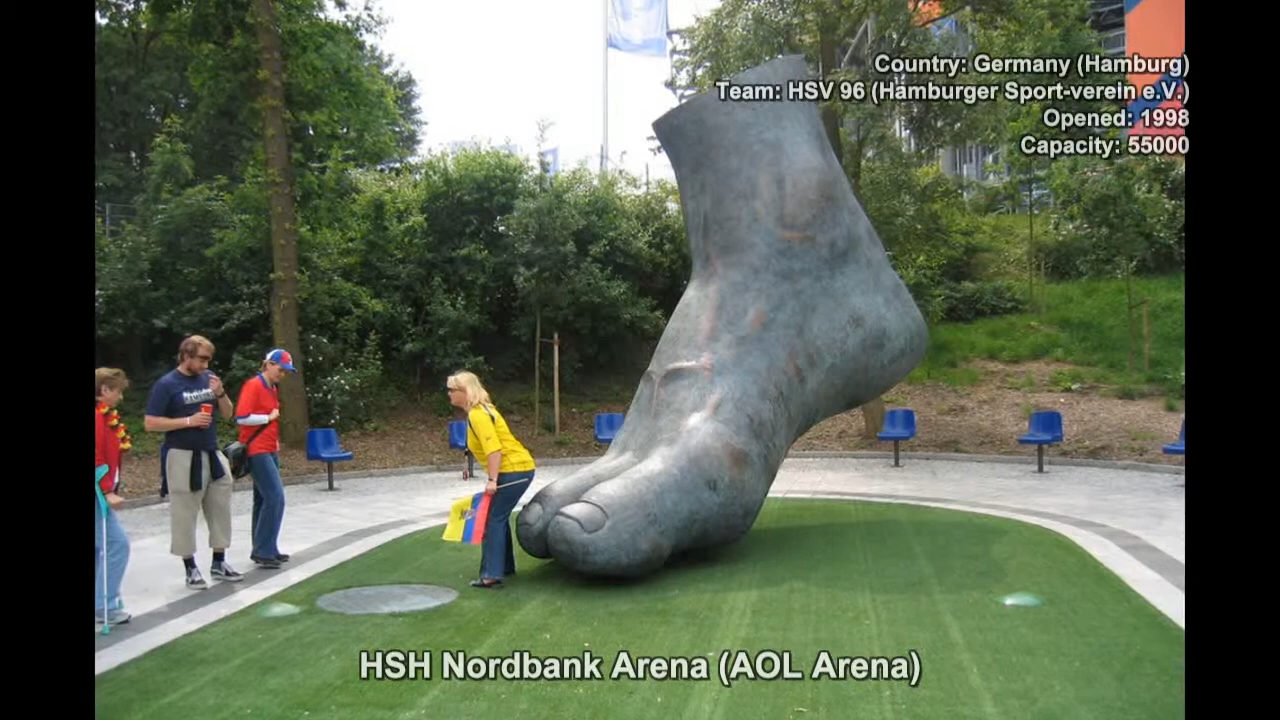 Country: Germany (Hamburg)
Team: HSV 96 (Hamburger Sport-verein e.V.)
Opened: 1998
Capacity: 55000
HSH Nordbank Arena (AOL Arena)